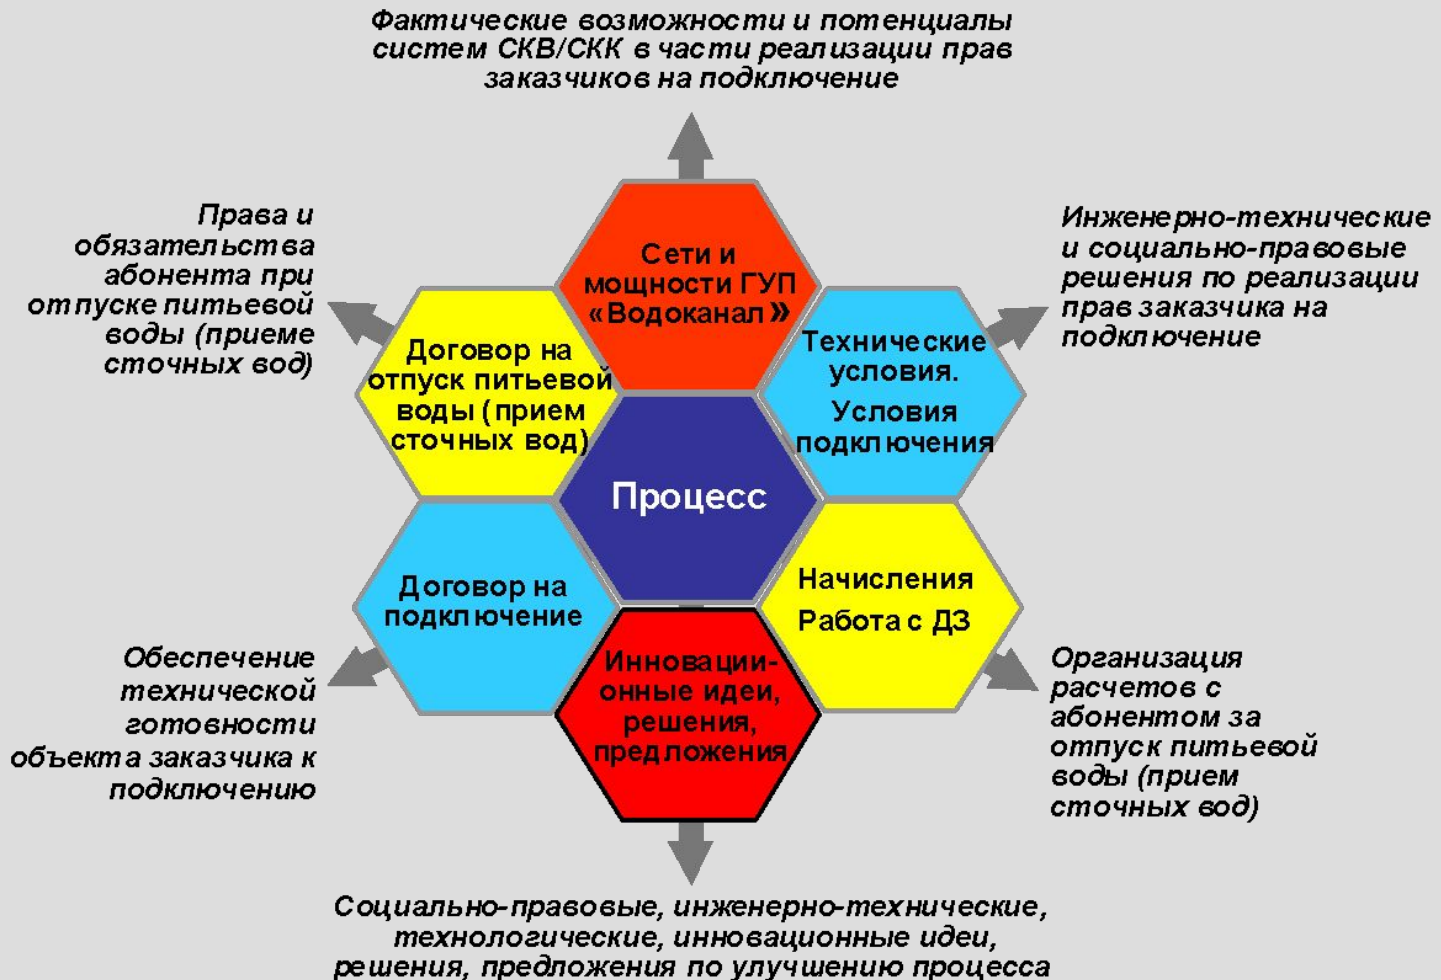 Фактические возможности и потенциалы
систем СКВ/СКК в части реализации прав
заказчиков на подключение
Права и
обязательства
абонента при
отпуске питьевой
воды (приеме
сточных вод)
Сети и
мощности ГУП
«Водоканал»
Инженерно-технические
и социально-правовые
решения по реализации
прав заказчика на
подключение
Договор на
отпуск питьевой
воды (прием
сточных вод)
Технические
условия.
Условия
подключения
Процесс
Договор на
подключение
Начисления
Работа с ДЗ
Обеспечение
технической
готовности
объекта заказчика к
подключению
Инноваци-
онные идеи,
решения,
предложения
Организация
расчетов с
абонентом за
отпуск питьевой
воды (прием
сточных вод)
Социально-правовые, инженерно-технические,
технологические, инновационные идеи,
решения, предложения по улучшению процесса